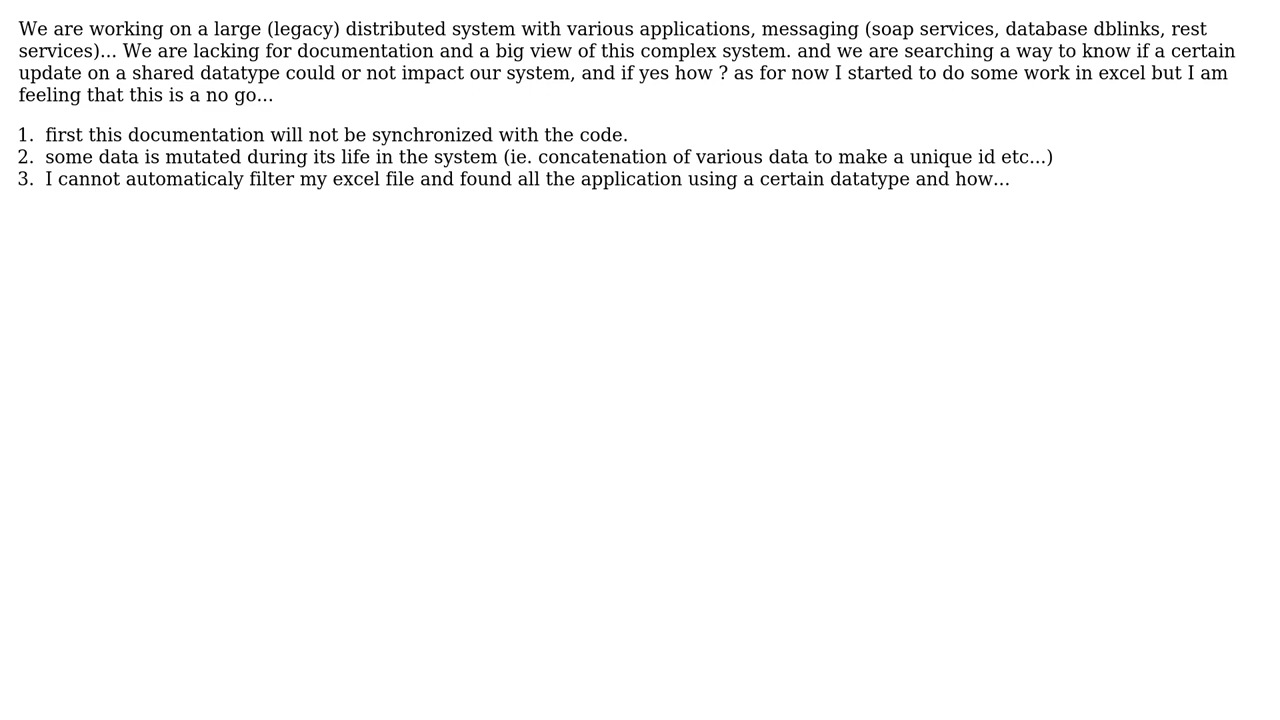 We are working on a large (legacy) distributed system with various applications, messaging (soap services, database dblinks, rest
services)... We are lacking for documentation and a big view of this complex system. and we are searching a way to know if a certain
update on a shared datatype could or not impact our system, and if yes how ? as for now I started to do some work in excel but I am
feeling that this is a no go...
1. first this documentation will not be synchronized with the code.
2. some data is mutated during its life in the system (ie. concatenation of various data to make a unique id etc...)
3. I cannot automaticaly filter my excel file and found all the application using a certain datatype and how...